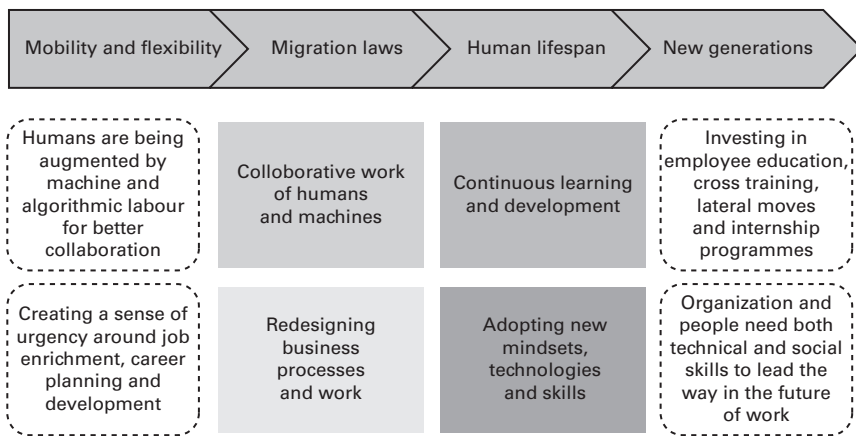 Mobility and flexibility
Migration laws
Human lifespan
New generations
Humans are being
augmented by
machine and
algorithmic labour
for better
collaboration
Collaborative work
of humans
and machines
Continuous learning
and development
Investing in
employee education,
cross training,
lateral moves
and internship
programmes
Creating a sense of
urgency around job
enrichment, career
planning and
development
Redesigning
business
processes
and work
Adopting new
mindsets,
technologies
and skills
Organization and
people need both
technical and social
skills to lead the
way in the future
of work